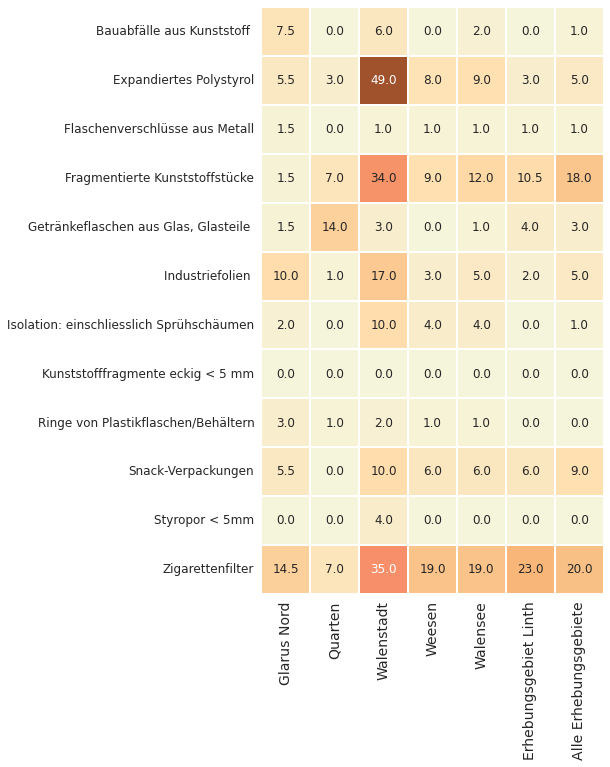 Bauabfälle aus Kunststoff 7.5 0.0 6.0 0.0 2.0 0.0 1.0
Expandiertes Polystyrol 5.5 3.0 49.0 8.0 9.0 3.0 5.0
Flaschenverschlüsse aus Metall 1.5 0.0 1.0 1.0 1.0 1.0 1.0
Fragmentierte Kunststoffstücke 1.5 7.0 34.0 9.0 12.0 10.5 18.0
Getränkeflaschen aus Glas, Glasteile 1.5 14.0 3.0 0.0 1.0 4.0 3.0
Industriefolien 10.0 1.0 17.0 3.0 5.0 2.0 5.0
Isolation: einschliesslich Sprühschäumen 2.0 0.0 10.0 4.0 4.0 0.0 1.0
Kunststofffragmente eckig < 5 mm 0.0 0.0 0.0 0.0 0.0 0.0 0.0
Ringe von Plastikflaschen/Behältern 3.0 1.0 2.0 1.0 1.0 0.0 0.0
Snack-Verpackungen 5.5 0.0 10.0 6.0 6.0 6.0 9.0
Styropor < 5mm 0.0 0.0 4.0 0.0 0.0 0.0 0.0
Zigarettenfilter 14.5 7.0 35.0 19.0 19.0 23.0 20.0
Glarus Nord
Quarten
Walenstadt
Weesen
Walensee
Erhebungsgebiet Linth
Alle Erhebungsgebiete